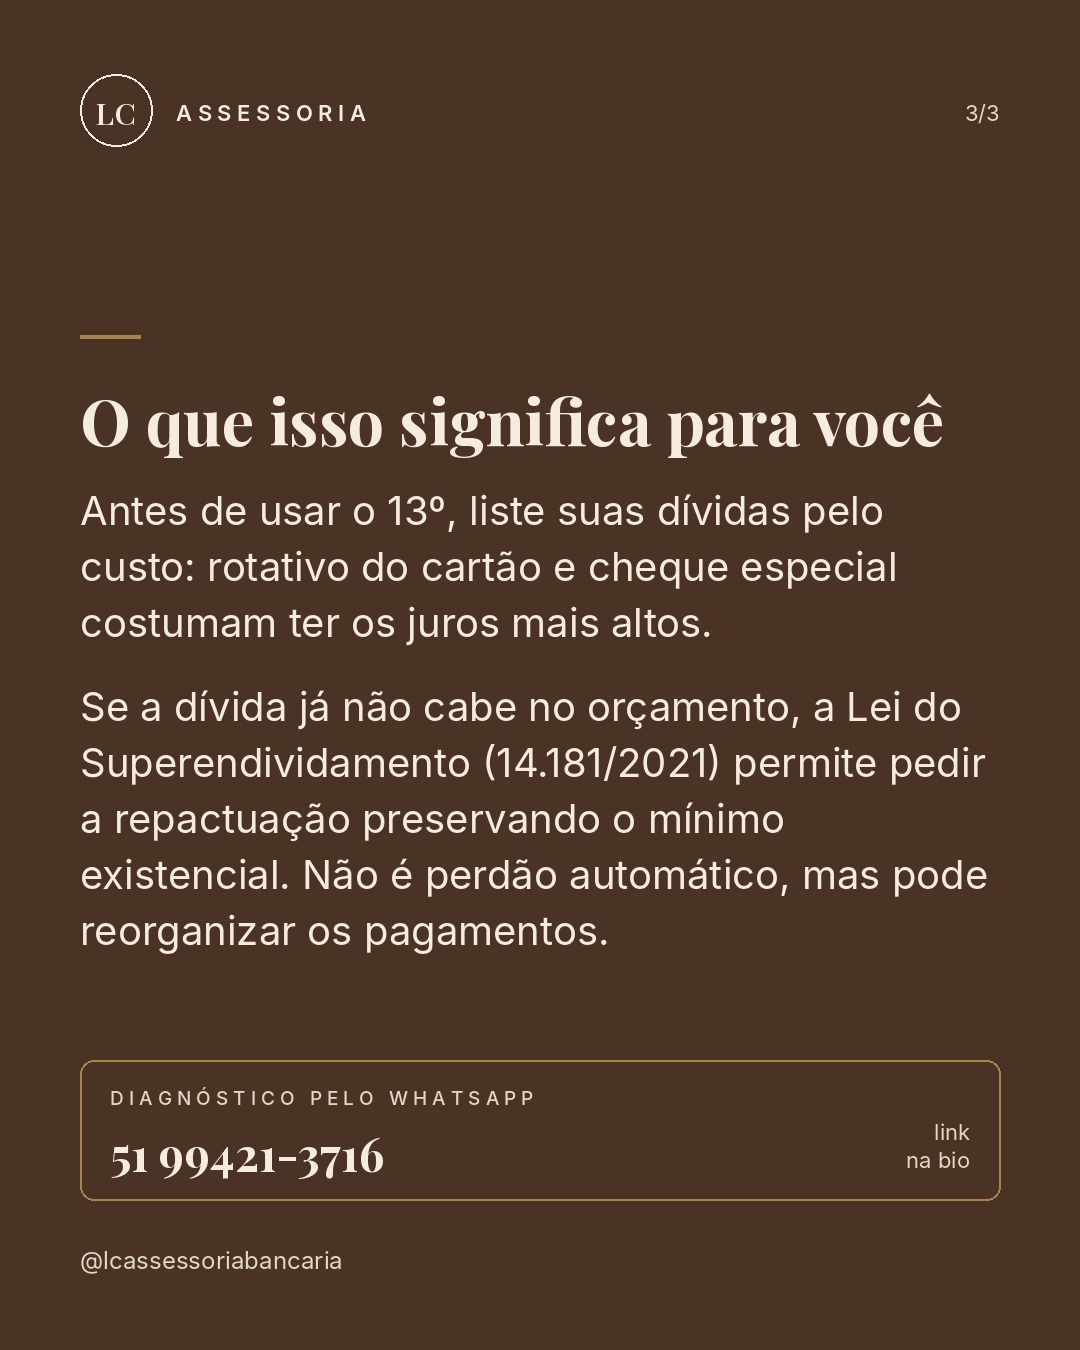 LC ASSESSORIA
3/3
O que isso significa para você
Antes de usar o 13º, liste suas dívidas pelo
custo: rotativo do cartão e cheque especial
costumam ter os juros mais altos.
Se a dívida já não cabe no orçamento, a Lei do
Superendividamento (14.181/2021) permite pedir
a repactuação preservando o mínimo
existencial. Não é perdão automático, mas pode
reorganizar os pagamentos.
DIAGNÓSTICO PELO WHATSAPP
51 99421-3716
link
na bio
@lcassessoriabancaria